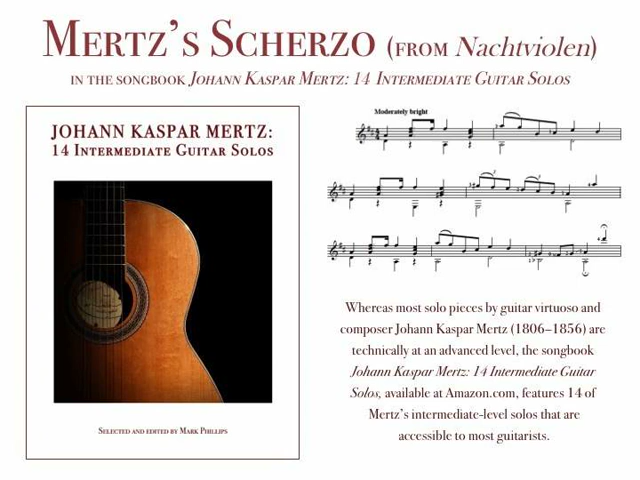 Mertz's Scherzo (from Nachtviolen)
in the songbook Johann Kaspar Mertz: 14 Intermediate Guitar Solos
JOHANN KASPAR MERTZ:
14 Intermediate Guitar Solos
Selected and edited by Mark Phillips
Moderately bright
Whereas most solo pieces by guitar virtuoso and
composer Johann Kaspar Mertz (1806–1856) are
technically at an advanced level, the songbook
Johann Kaspar Mertz: 14 Intermediate Guitar
Solos, available at Amazon.com, features 14 of
Mertz's intermediate-level solos that are
accessible to most guitarists.